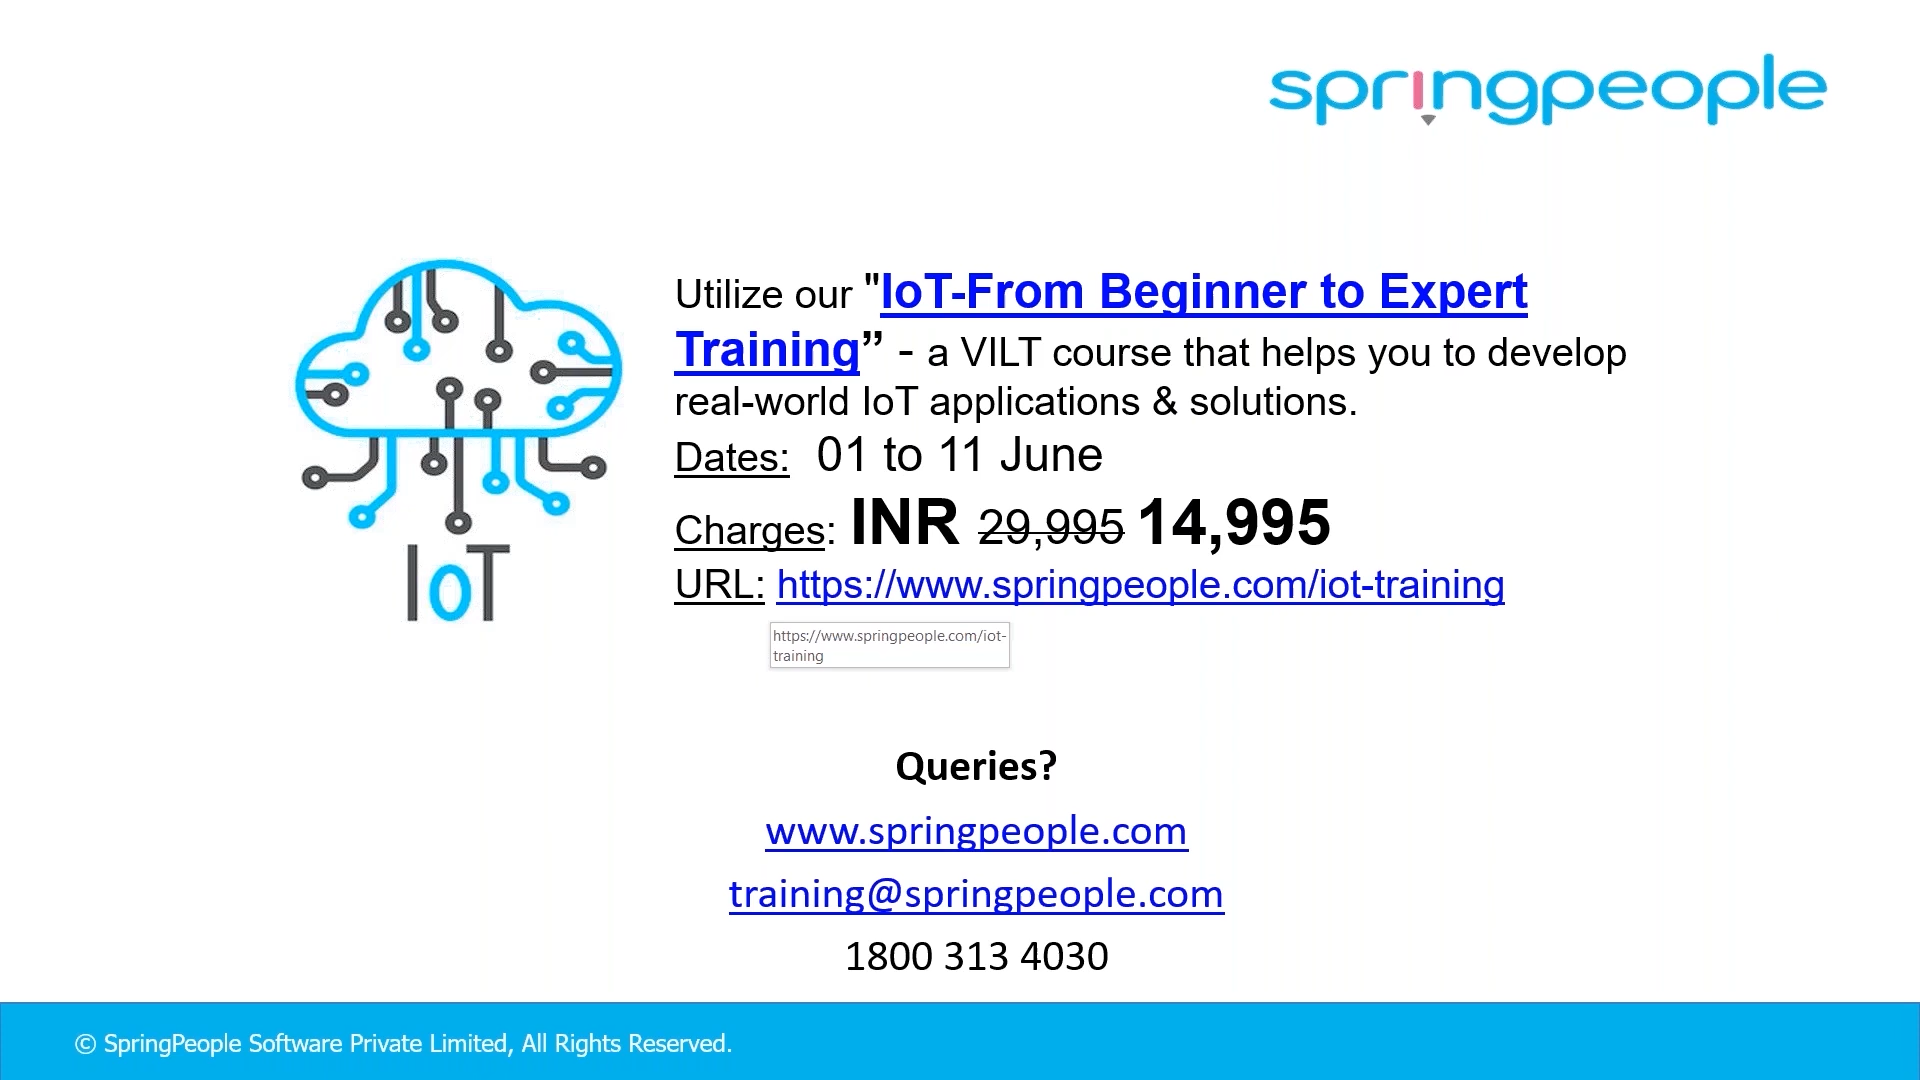 springpeople
Utilize our "IoT-From Beginner to Expert
Training” - a VILT course that helps you to develop
real-world IoT applications & solutions.
Dates: 01 to 11 June
Charges: INR 29,995 14,995
URL: https://www.springpeople.com/iot-training
IoT
https://www.springpeople.com/iot-
training
Queries?
www.springpeople.com
training@springpeople.com
1800 313 4030
© SpringPeople Software Private Limited, All Rights Reserved.